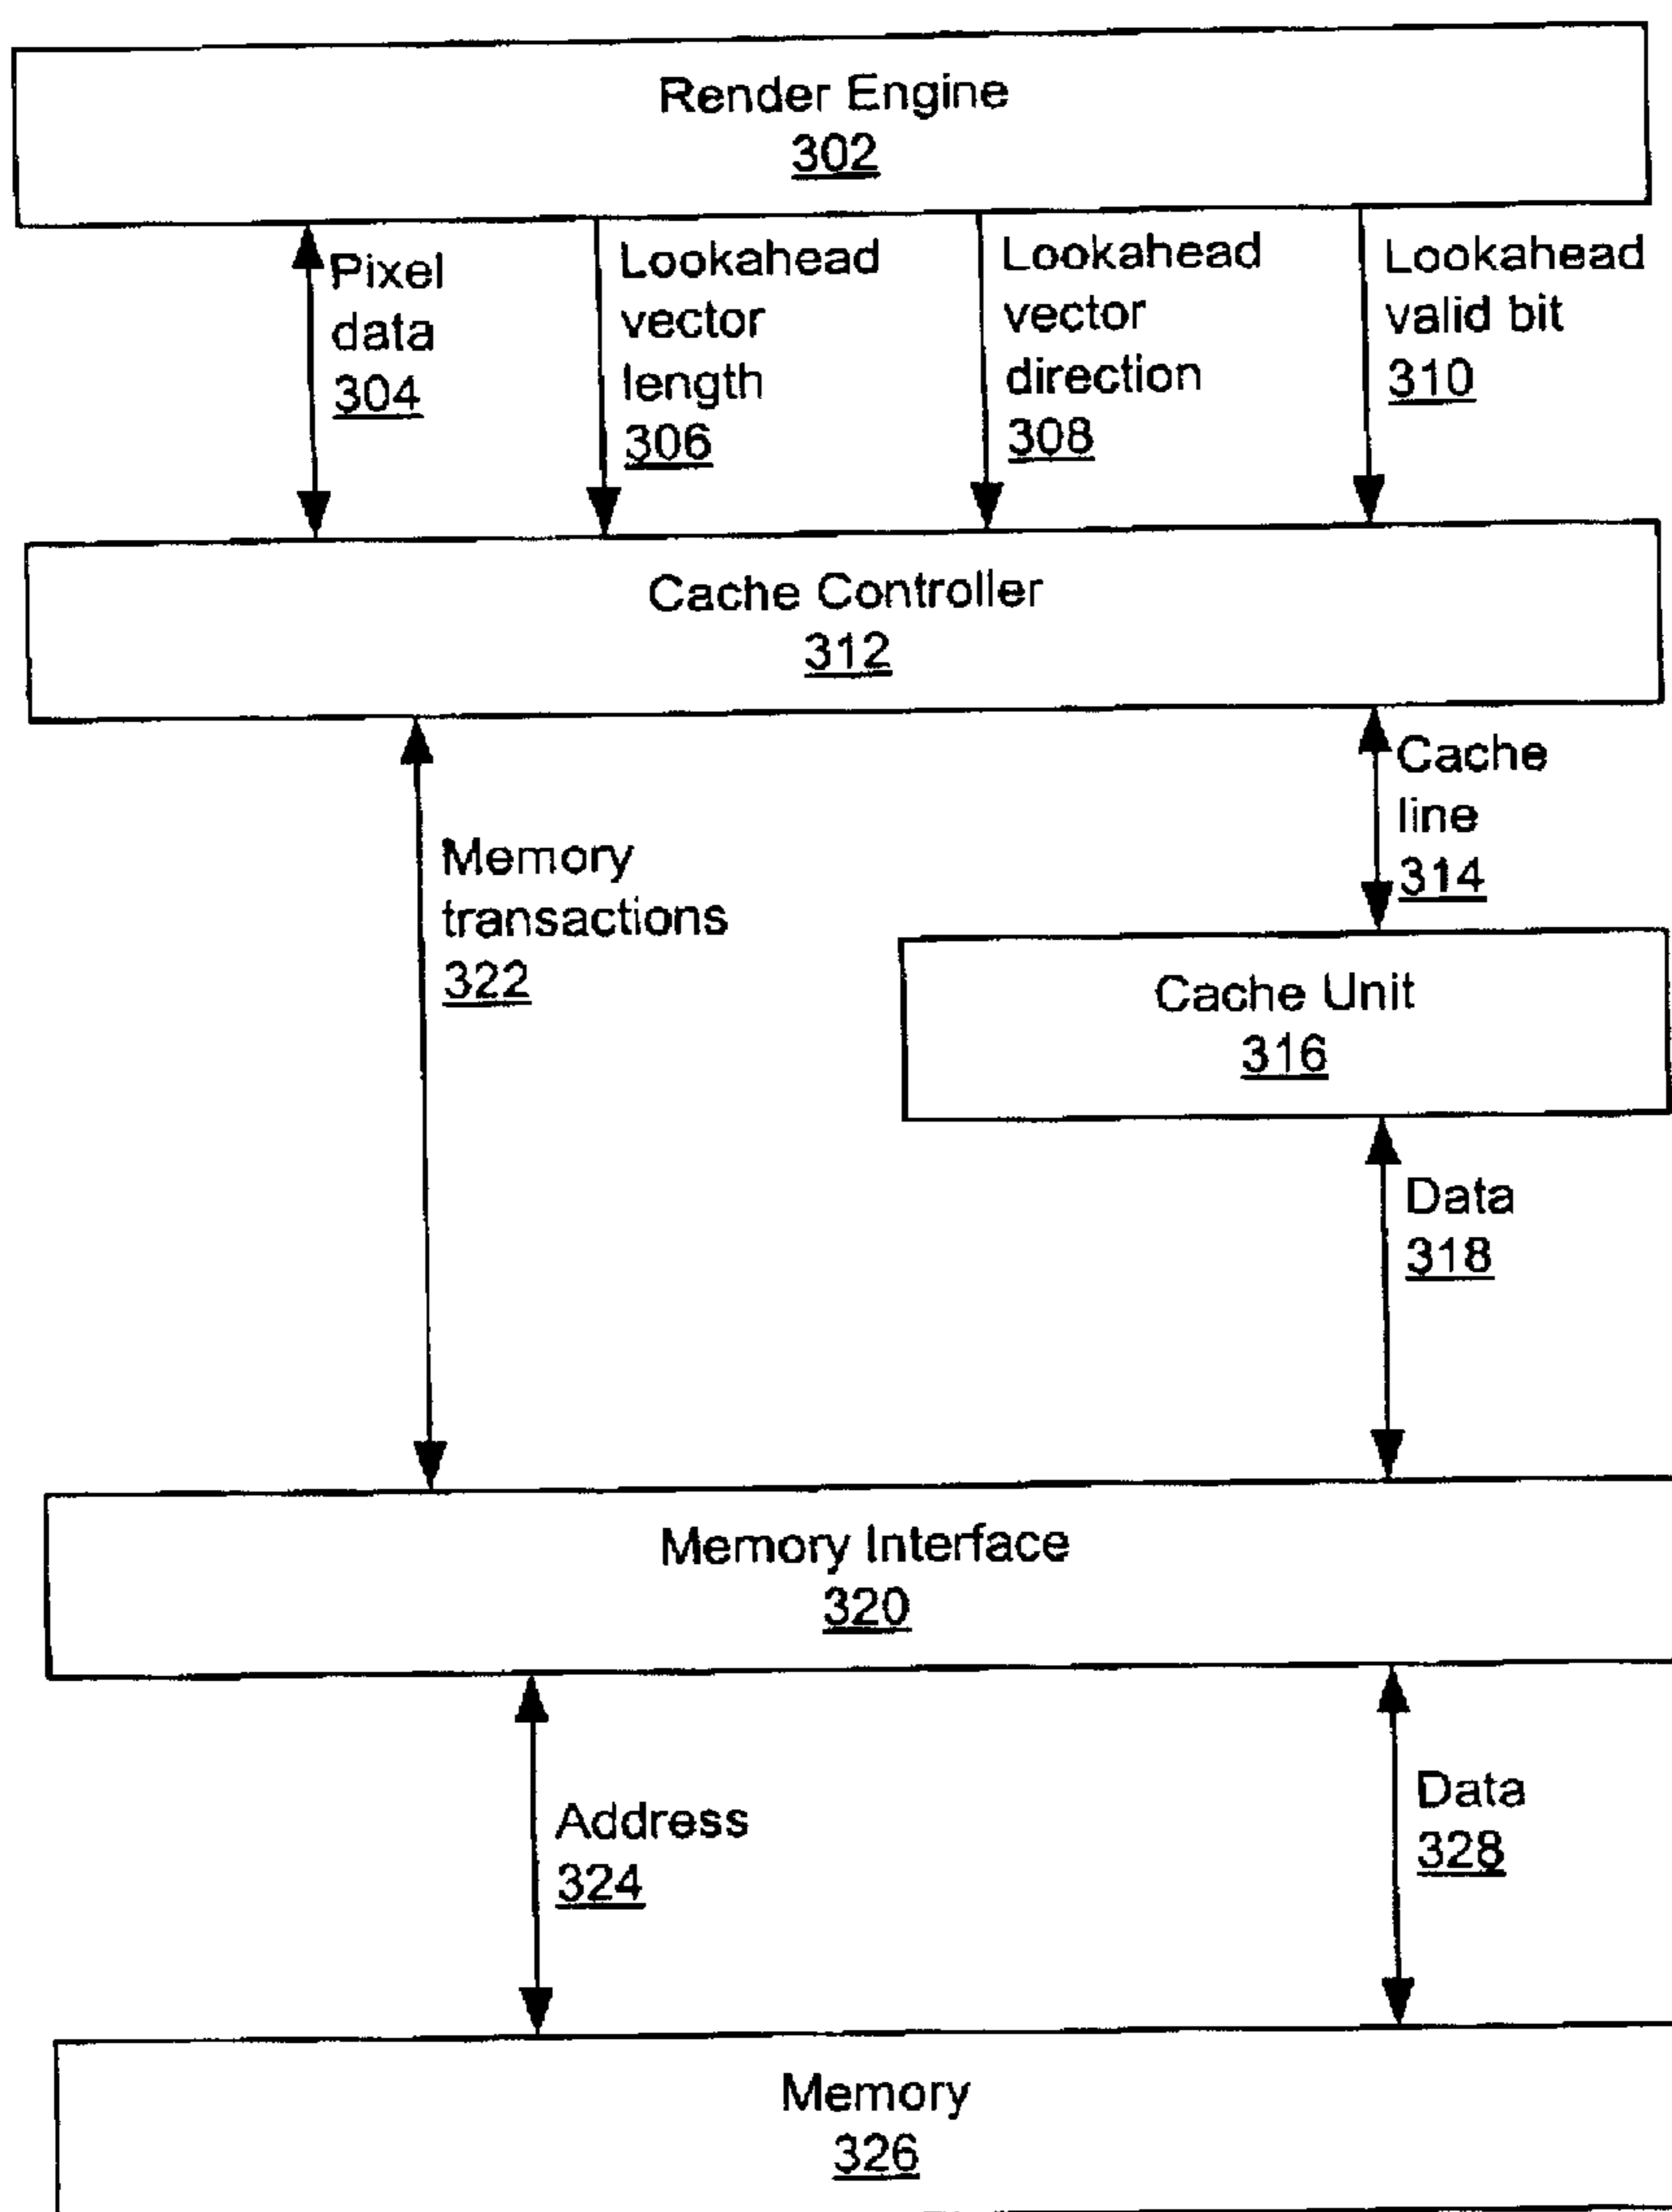 Render Engine
302
Pixel
data
304
Lookahead
vector
length
306
Lookahead
vector
direction
308
Lookahead
valid bit
310
Cache Controller
312
Memory
transactions
322
Cache
line
314
Cache Unit
316
Data
318
Memory Interface
320
Address
324
Data
328
Memory
326